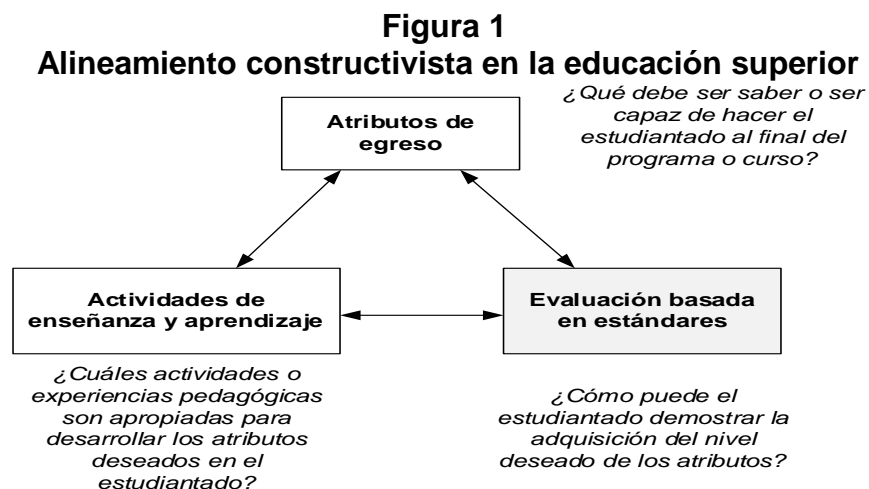 Figura 1
Alineamiento constructivista en la educación superior
¿Qué debe ser saber o ser
capaz de hacer el
estudiantado al final del
programa o curso?
Atributos de
egreso
Actividades de
enseñanza y aprendizaje
Evaluación basada
en estándares
¿Cuáles actividades o
experiencias pedagógicas
son apropiadas para
desarrollar los atributos
deseados en el
estudiantado?
¿Cómo puede el
estudiantado demostrar la
adquisición del nivel
deseado de los atributos?